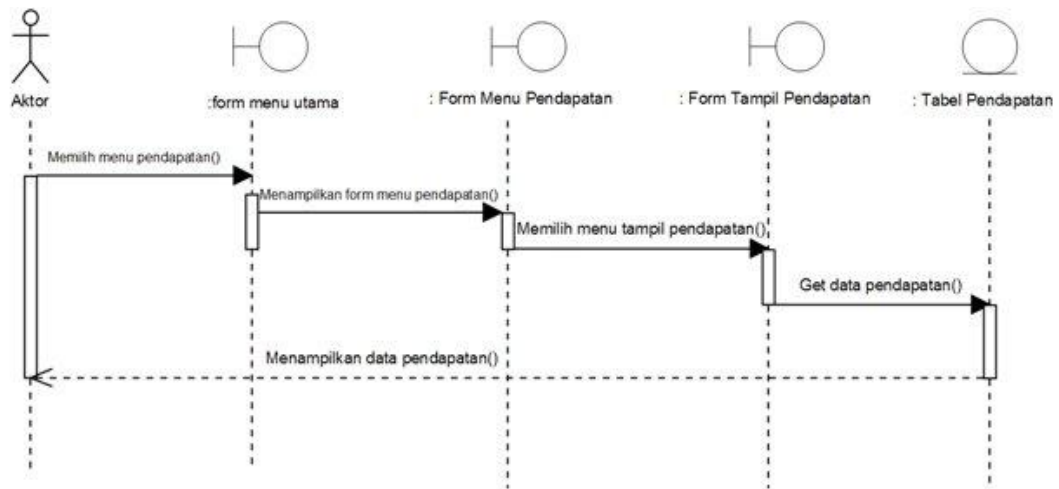 Aktor
:form menu utama
: Form Menu Pendapatan
: Form Tampil Pendapatan
: Tabel Pendapatan
Memilih menu pendapatan()
Menampilkan form menu pendapatan()
Memilih menu tampil pendapatan()
Get data pendapatan()
Menampilkan data pendapatan()